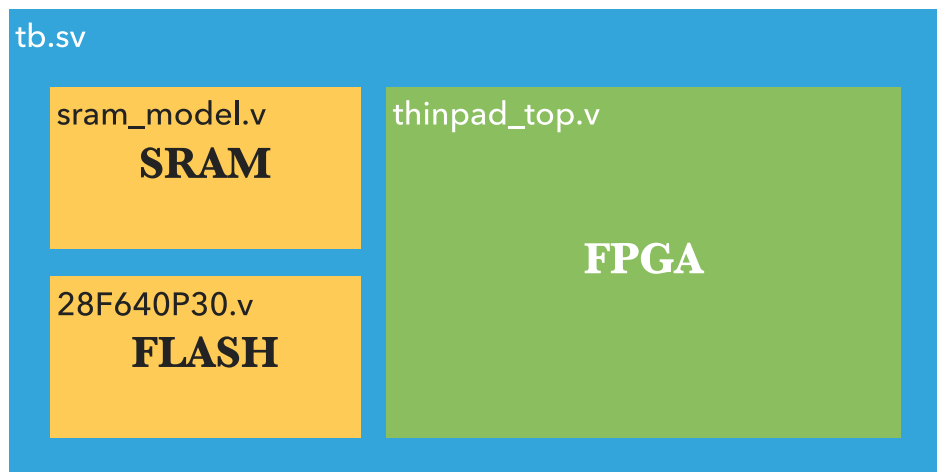 tb.sv
sram_model.v
SRAM
thinpad_top.v
FPGA
28F640P30.v
FLASH